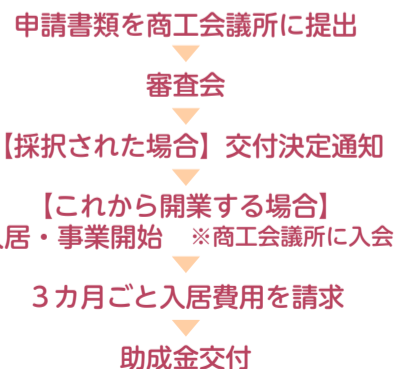 申請書類を商工会議所に提出
審査会
【採択された場合】交付決定通知
【これから開業する場合】
入居・事業開始　※商工会議所に入会
３カ月ごと入居費用を請求
助成金交付